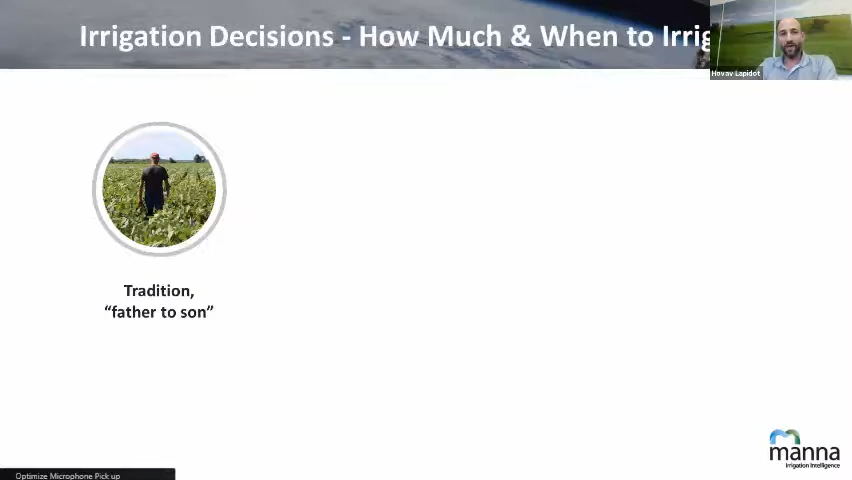 Irrigation Decisions - How Much & When to Irrig
Hovav Lapidot
Tradition,
“father to son”
manna
Irrigation Intelligence
Optimize Microphone Pick up